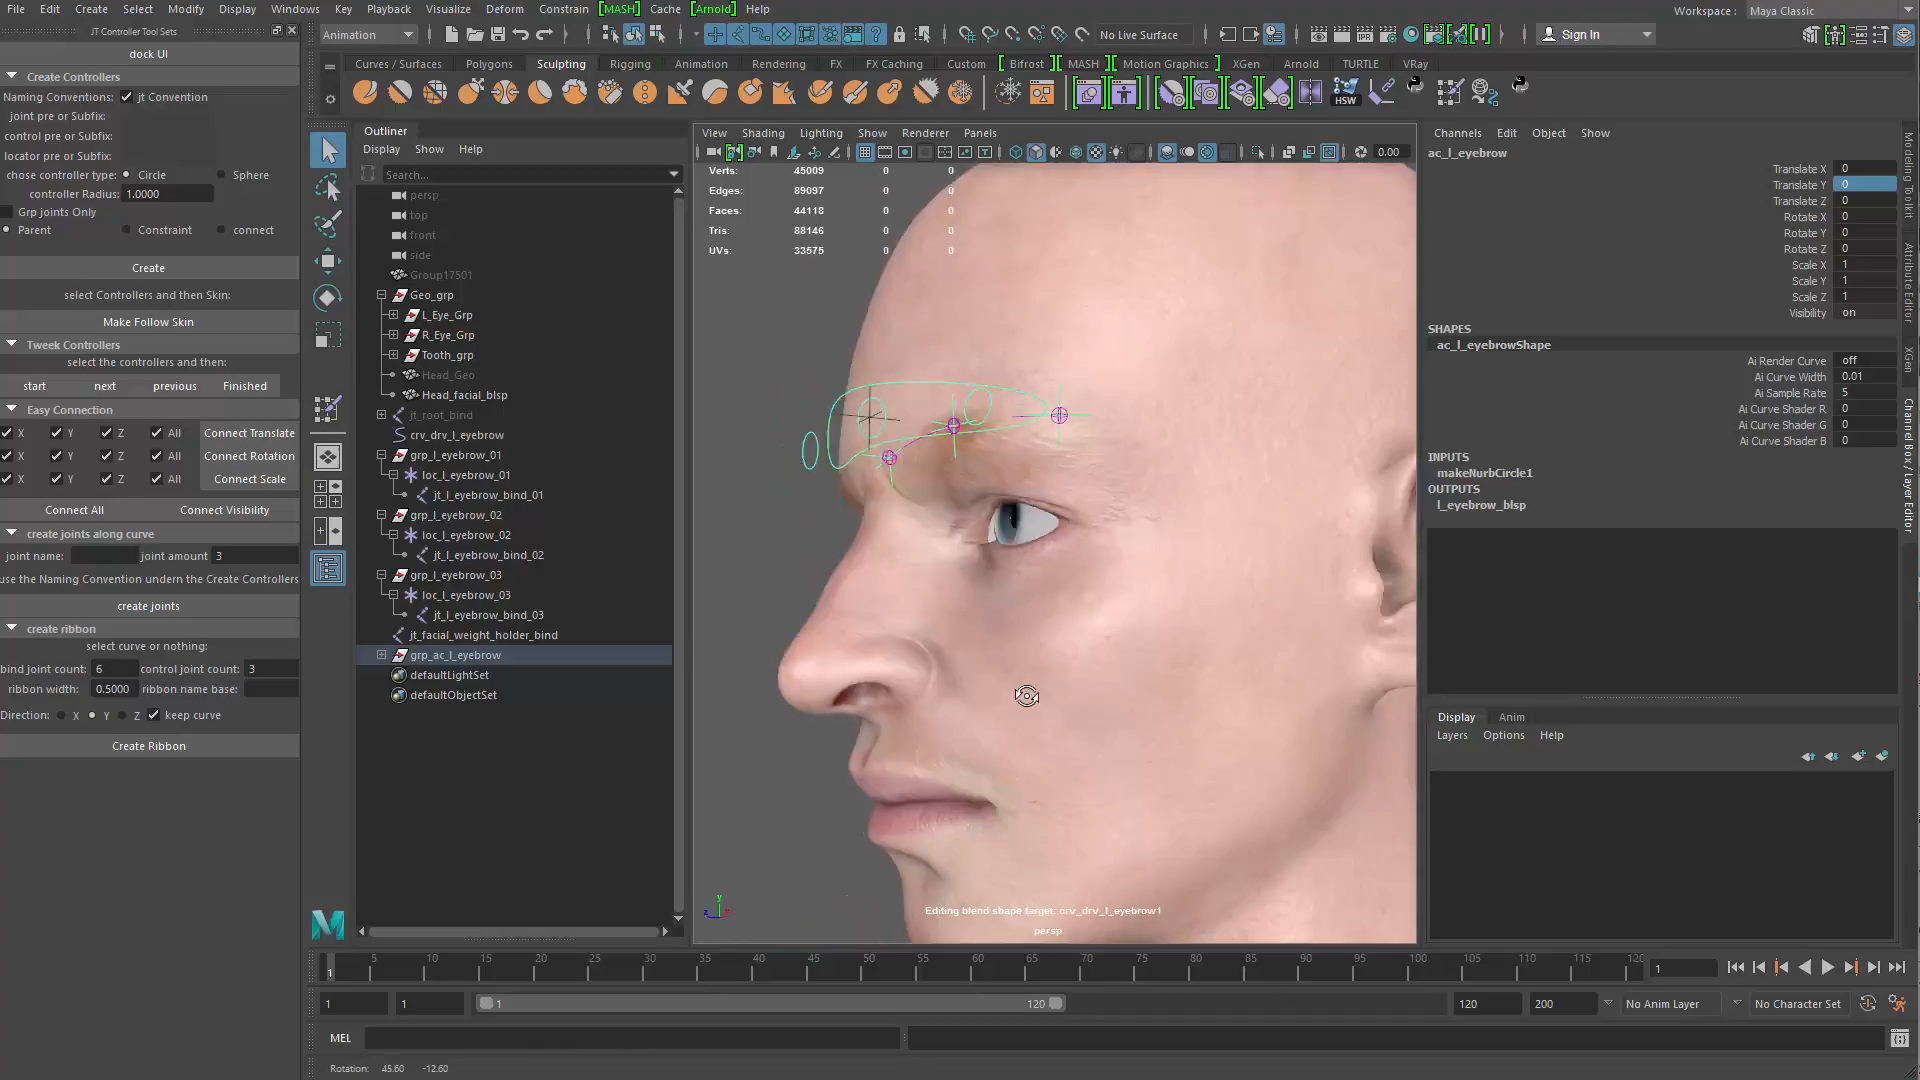 File Edit Create Select Modify Display Windows Key Playback Visualize Deform Constrain [MASH] Cache [Arnold] Help
Workspace : Maya Classic
JT Controller Tool Sets
dock UI
Create Controllers
Naming Conventions: jt Convention
joint pre or Subfix:
control pre or Subfix:
locator pre or Subfix:
chose controller type: Circle Sphere
controller Radius: 1.0000
Grp joints Only
Parent Constraint connect
Create
select Controllers and then Skin:
Make Follow Skin
Tweek Controllers
select the controllers and then:
start next previous Finished
Easy Connection
X Y Z All Connect Translate
X Y Z All Connect Rotation
X Y Z All Connect Scale
Connect All Connect Visibility
create joints along curve
joint name: joint amount 3
use the Naming Convention undern the Create Controllers
create joints
create ribbon
select curve or nothing:
bind joint count: 6 control joint count: 3
ribbon width: 0.5000 ribbon name base:
Direction: X Y Z keep curve
Create Ribbon
Animation
No Live Surface
IPR
Sign In
Curves / Surfaces Polygons Sculpting Rigging Animation Rendering FX FX Caching Custom Bifrost MASH Motion Graphics XGen Arnold TURTLE VRay
HSW
Outliner
Display Show Help
Search...
persp
top
front
side
Group17501
Geo_grp
L_Eye_Grp
R_Eye_Grp
Tooth_grp
Head_Geo
Head_facial_blsp
jt_root_bind
crv_drv_l_eyebrow
grp_l_eyebrow_01
loc_l_eyebrow_01
jt_l_eyebrow_bind_01
grp_l_eyebrow_02
loc_l_eyebrow_02
jt_l_eyebrow_bind_02
grp_l_eyebrow_03
loc_l_eyebrow_03
jt_l_eyebrow_bind_03
jt_facial_weight_holder_bind
grp_ac_l_eyebrow
defaultLightSet
defaultObjectSet
View Shading Lighting Show Renderer Panels
0.00
Verts: 45009 0 0
Edges: 89097 0 0
Faces: 44118 0 0
Tris: 88146 0 0
UVs: 33575 0 0
Editing blend shape target: crv_drv_l_eyebrow1
persp
y
z
Channels Edit Object Show
ac_l_eyebrow
Translate X 0
Translate Y 0
Translate Z 0
Rotate X 0
Rotate Y 0
Rotate Z 0
Scale X 1
Scale Y 1
Scale Z 1
Visibility on
SHAPES
ac_l_eyebrowShape
Ai Render Curve off
Ai Curve Width 0.01
Ai Sample Rate 5
Ai Curve Shader R 0
Ai Curve Shader G 0
Ai Curve Shader B 0
INPUTS
makeNurbCircle1
OUTPUTS
l_eyebrow_blsp
Display Anim
Layers Options Help
Modeling Toolkit
Attribute Editor
XGen
Channel Box / Layer Editor
1 5 10 15 20 25 30 35 40 45 50 55 60 65 70 75 80 85 90 95 100 105 110 115 120
1
1 1 1 120 120 200 No Anim Layer No Character Set
MEL
Rotation: 45.60 -12.60